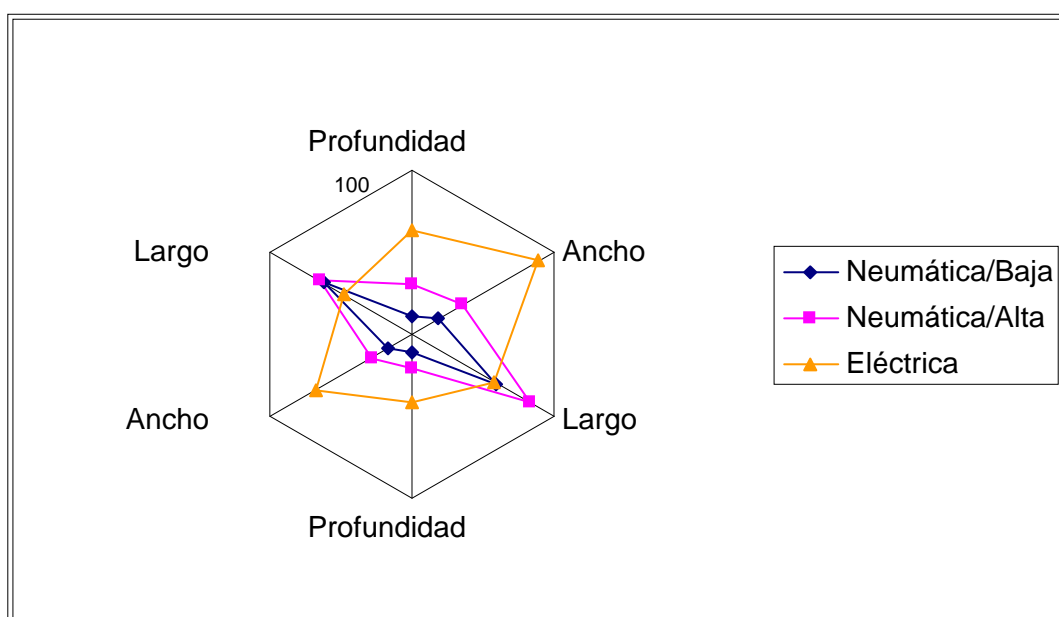 Profundidad
100
Largo
Ancho
Ancho
Largo
Profundidad
Neumática/Baja
Neumática/Alta
Eléctrica